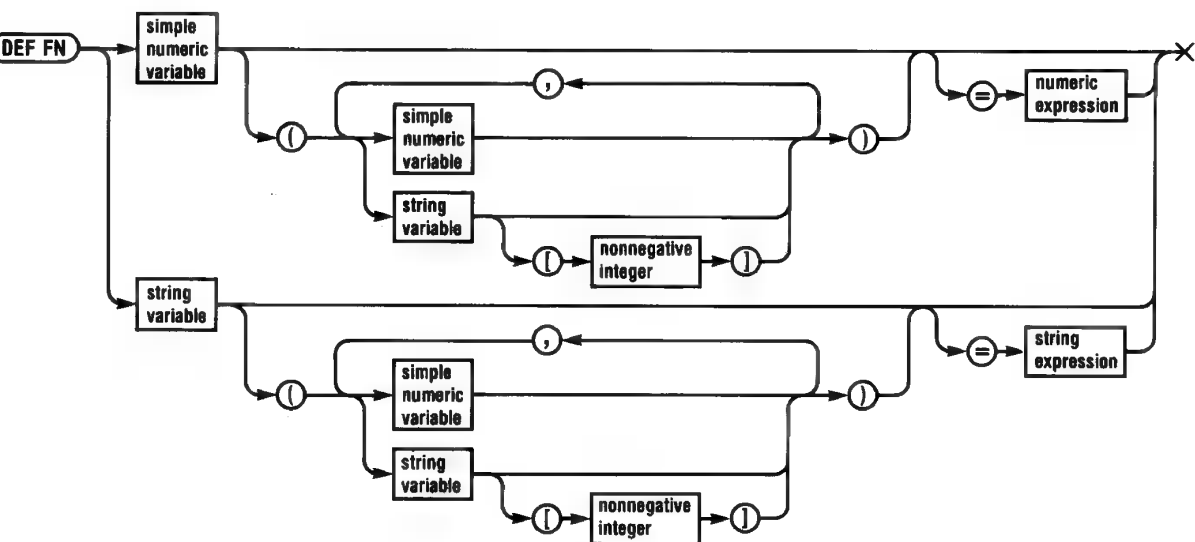 DEF FN
simple
numeric
variable
,
=
numeric
expression
(
simple
numeric
variable
)
string
variable
[
nonnegative
integer
]
string
variable
,
=
string
expression
(
simple
numeric
variable
)
string
variable
[
nonnegative
integer
]